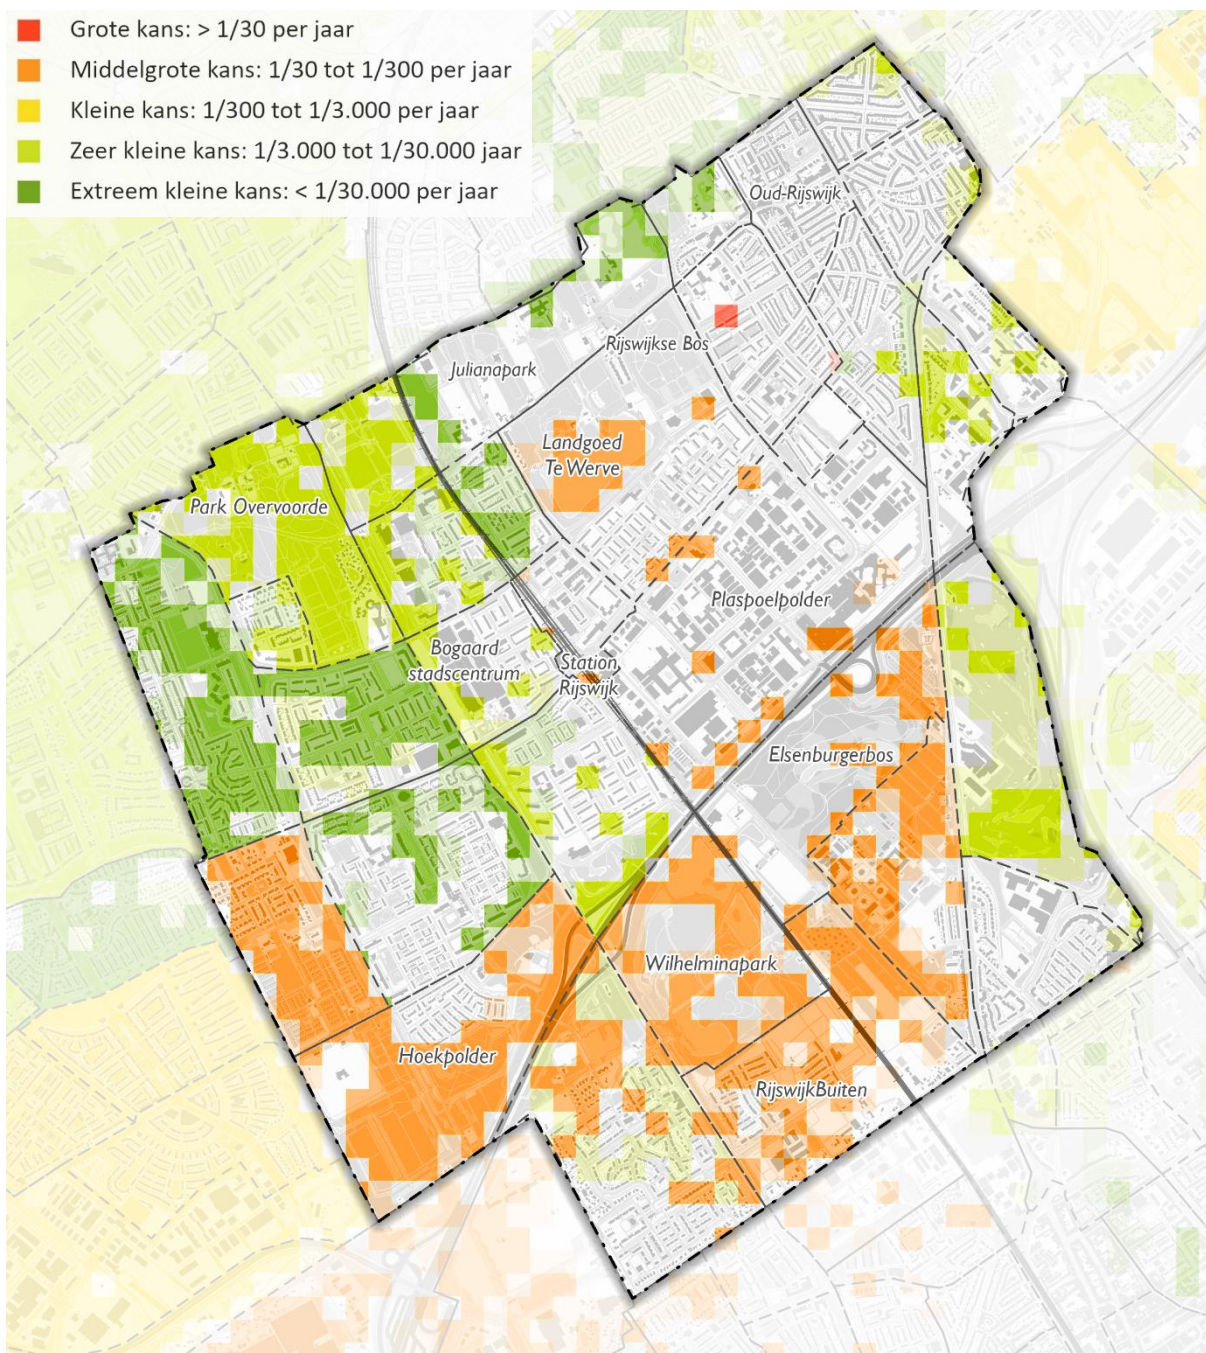 Grote kans: > 1/30 per jaar
Middelgrote kans: 1/30 tot 1/300 per jaar
Kleine kans: 1/300 tot 1/3.000 per jaar
Zeer kleine kans: 1/3.000 tot 1/30.000 jaar
Extreem kleine kans: < 1/30.000 per jaar
Oud-Rijswijk
Rijswijkse Bos
Julianapark
Landgoed
Te Werve
Park Overvoorde
Plaspoelpolder
Bogaard
stadscentrum
Station
Rijswijk
Elsenburgerbos
Wilhelminapark
Hoekpolder
RijswijkBuiten